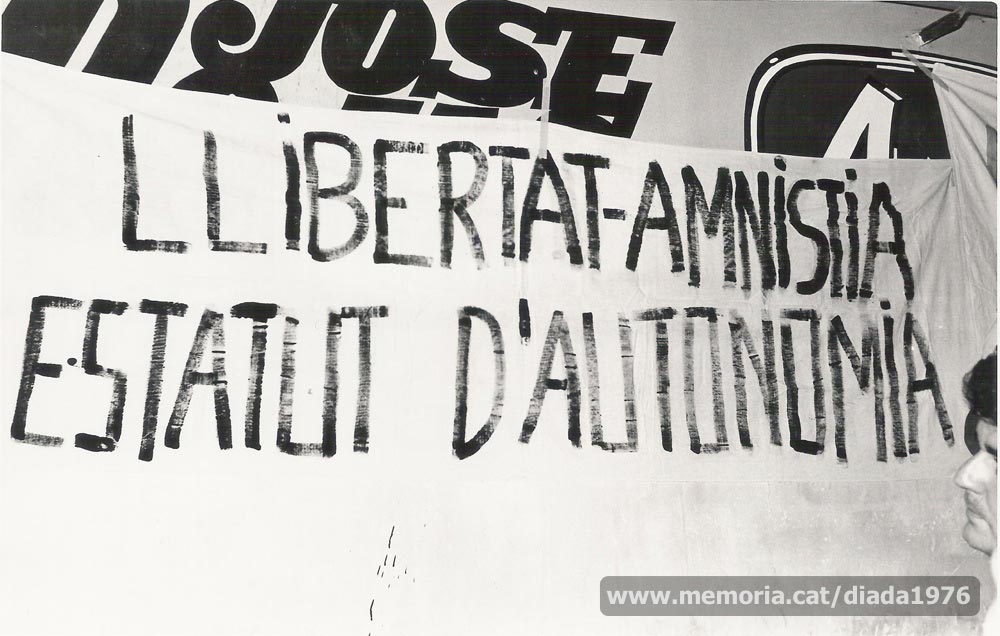 JOSE
LLiBERTAT-AMNiSTiA
ESTATUT D'AUTONOMiA
www.memoria.cat/diada1976